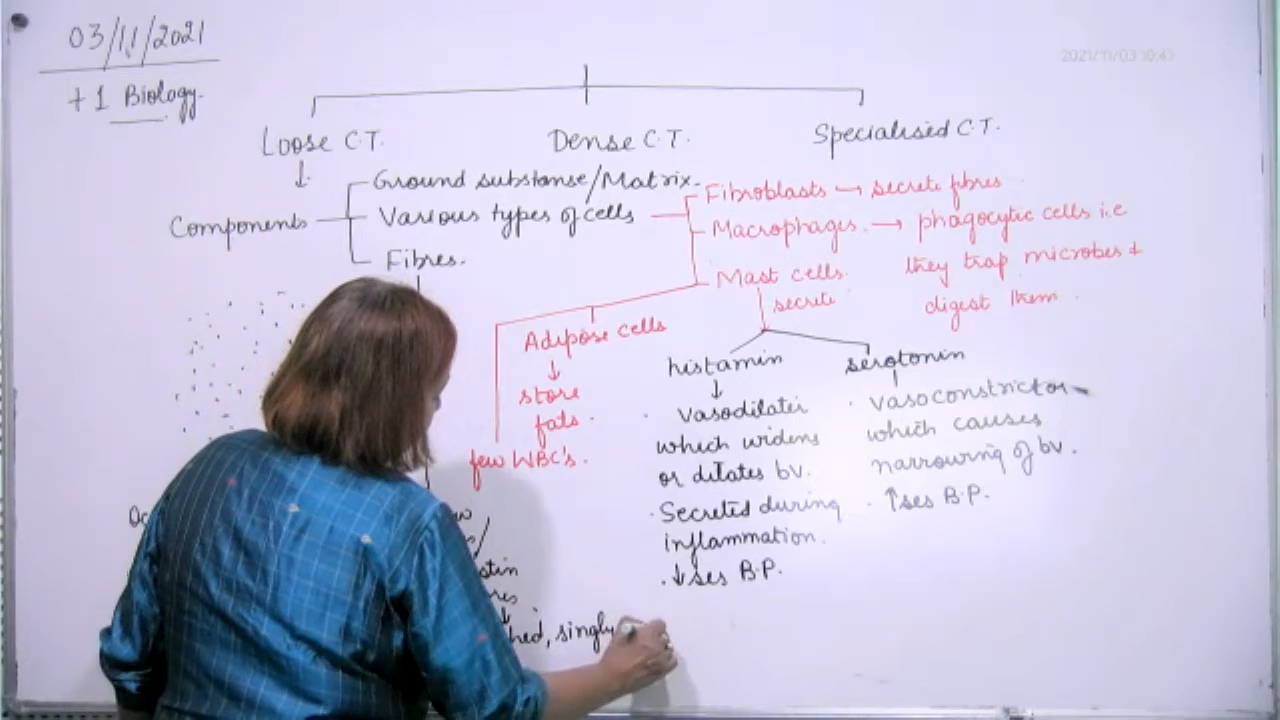 03/11/2021
2021/11/03 10:43
+1 Biology.
Loose C.T.
Dense C.T.
Specialised C.T.
Ground substanse/Matrix.
Components
Various types of cells
Fibres.
Fibroblasts → secrete fibres
Macrophages. → phagocytic cells i.e
they trap microbes +
digest them.
Mast cells.
secrete
Adipose cells
↓
store
fats.
few WBC's.
histamin
↓
vasodilater
which widens
or dilates bv.
· Secreted during
inflammation.
· ↓ses B.P.
serotonin
· vasoconstrictor
which causes
narrowing of bv.
· ↑ses B.P.
hed, singly